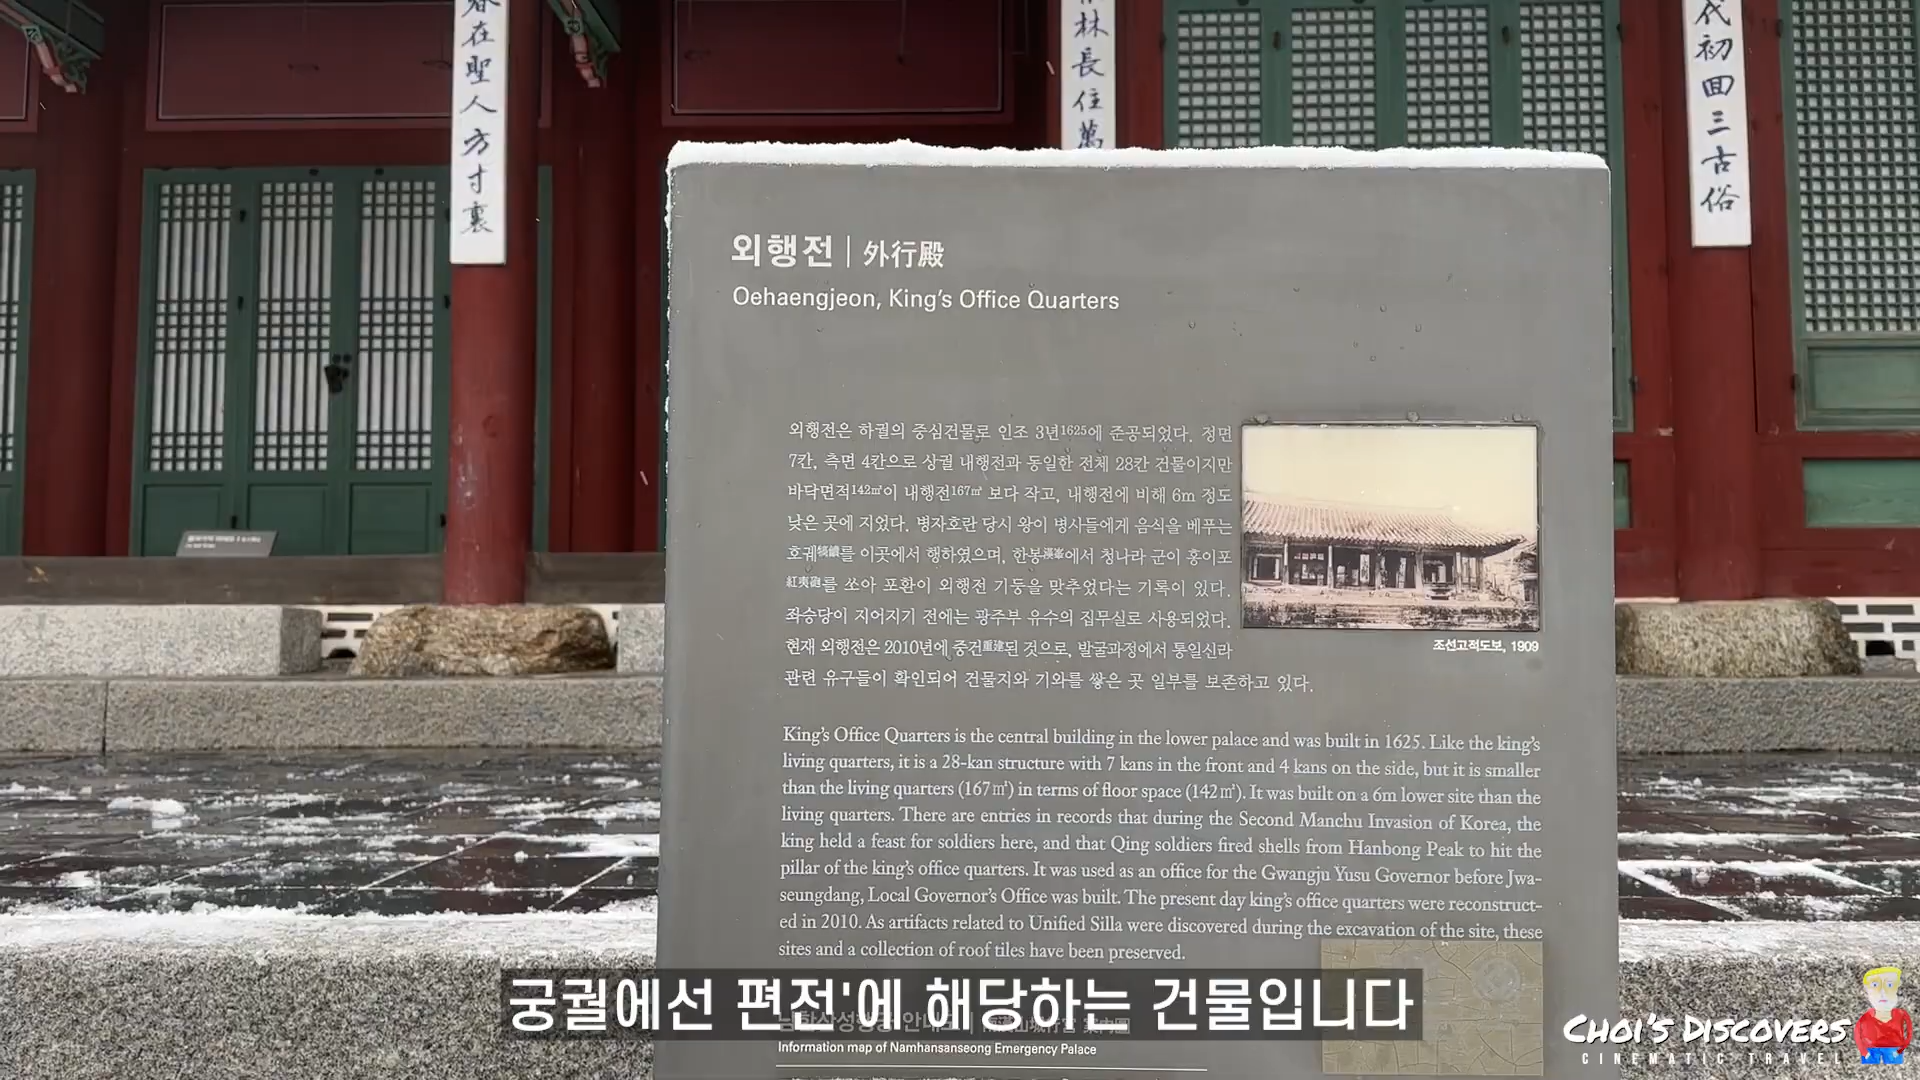 在聖人方寸裏
林長住萬
代初回三古俗
외행전 | 外行殿
Oehaengjeon, King's Office Quarters
외행전은 하궐의 중심건물로 인조 3년1625에 준공되었다. 정면
7칸, 측면 4칸으로 상궐 내행전과 동일한 전체 28칸 건물이지만
바닥면적142㎡이 내행전167㎡ 보다 작고, 내행전에 비해 6m 정도
낮은 곳에 지었다. 병자호란 당시 왕이 병사들에게 음식을 베푸는
호궤犒饋를 이곳에서 행하였으며, 한봉漢峯에서 청나라 군이 홍이포
紅夷砲를 쏘아 포환이 외행전 기둥을 맞추었다는 기록이 있다.
좌승당이 지어지기 전에는 광주부 유수의 집무실로 사용되었다.
현재 외행전은 2010년에 중건重建된 것으로, 발굴과정에서 통일신라
관련 유구들이 확인되어 건물지와 기와를 쌓은 곳 일부를 보존하고 있다.
조선고적도보, 1909
King's Office Quarters is the central building in the lower palace and was built in 1625. Like the king's
living quarters, it is a 28-kan structure with 7 kans in the front and 4 kans on the side, but it is smaller
than the living quarters (167㎡) in terms of floor space (142㎡). It was built on a 6m lower site than the
living quarters. There are entries in records that during the Second Manchu Invasion of Korea, the
king held a feast for soldiers here, and that Qing soldiers fired shells from Hanbong Peak to hit the
pillar of the king's office quarters. It was used as an office for the Gwangju Yusu Governor before Jwa-
seungdang, Local Governor's Office was built. The present day king's office quarters were reconstruct-
ed in 2010. As artifacts related to Unified Silla were discovered during the excavation of the site, these
sites and a collection of roof tiles have been preserved.
궁궐에선 편전'에 해당하는 건물입니다
남한산성행궁 안내도 | 南漢山城行宮 案內圖
Information map of Namhansanseong Emergency Palace
CHOI'S DISCOVERS
CINEMATIC TRAVEL